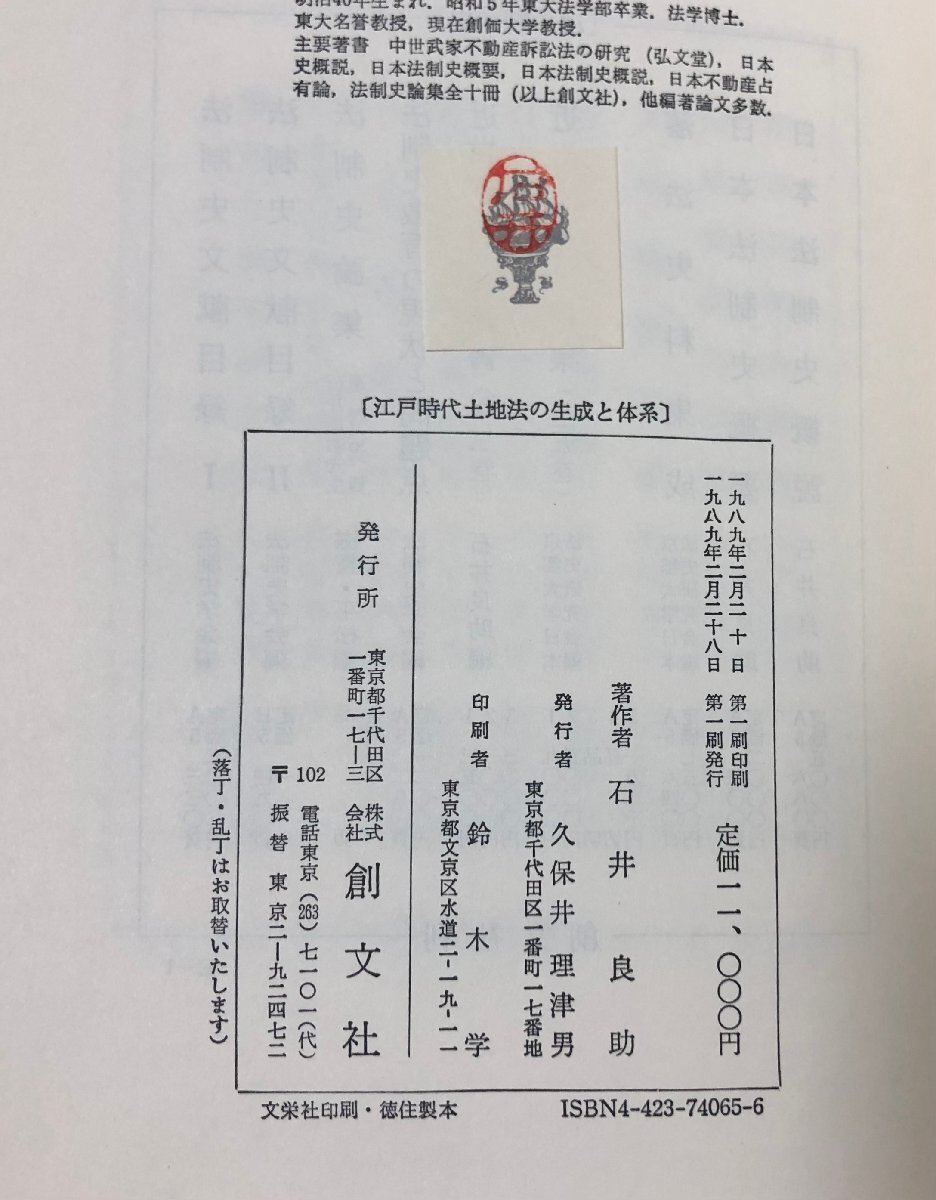 明治40年生まれ．昭和5年東大法学部卒業．法学博士．
東大名誉教授，現在創価大学教授．
主要著書　中世武家不動産訴訟法の研究（弘文堂），日本
史概説，日本法制史概要，日本法制史概説，日本不動産占
有論，法制史論集全十冊（以上創文社），他編著論文多数．
〔江戸時代土地法の生成と体系〕
一九八九年二月二十日　第一刷印刷
一九八九年二月二十八日　第一刷発行
定価一一、〇〇〇円
著作者　石井良助
発行者　久保井理津男
東京都千代田区一番町一七番地
印刷者　鈴木学
東京都文京区水道二-一九-一一
発行所
東京都千代田区
一番町一七―三
株式会社　創文社
〒102　電話東京（263）七一〇一（代）
振替東京二―九二四七二
（落丁・乱丁はお取替いたします）
文栄社印刷・徳住製本
ISBN4-423-74065-6